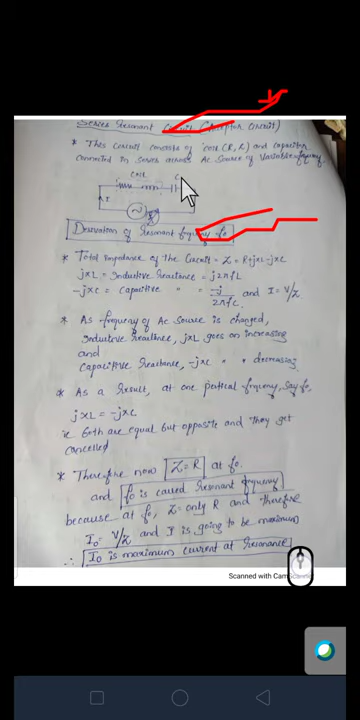 Series Resonant Circuit (Acceptor Circuit)
* This Circuit consists of coil (R, L) and Capacitor
Connected in series across Ac Source of Variable frequency.
COIL C
I
Derivation of Resonant frequency fo
* Total Impedance of the Circuit = Z = R+jXL-jXC
jXL = Inductive Reactance = j2πfL
-jXC = Capacitive " " = -j/2πfC and I = V/Z
* As frequency of AC Source is changed,
Inductive Reactance, jXL goes on increasing
and
Capacitive Reactance, -jXC " " decreasing
* As a Result, at one
frequency, say fo,
jXL = -jXC
ie Both are equal but opposite and they get
Cancelled
* Therefore now Z=R at fo.
and fo is called Resonant frequency
because at fo, Z = only R and therefore
Io = V/Z and I is going to be maximum
∴ Io is maximum current at Resonance
Scanned with Cam